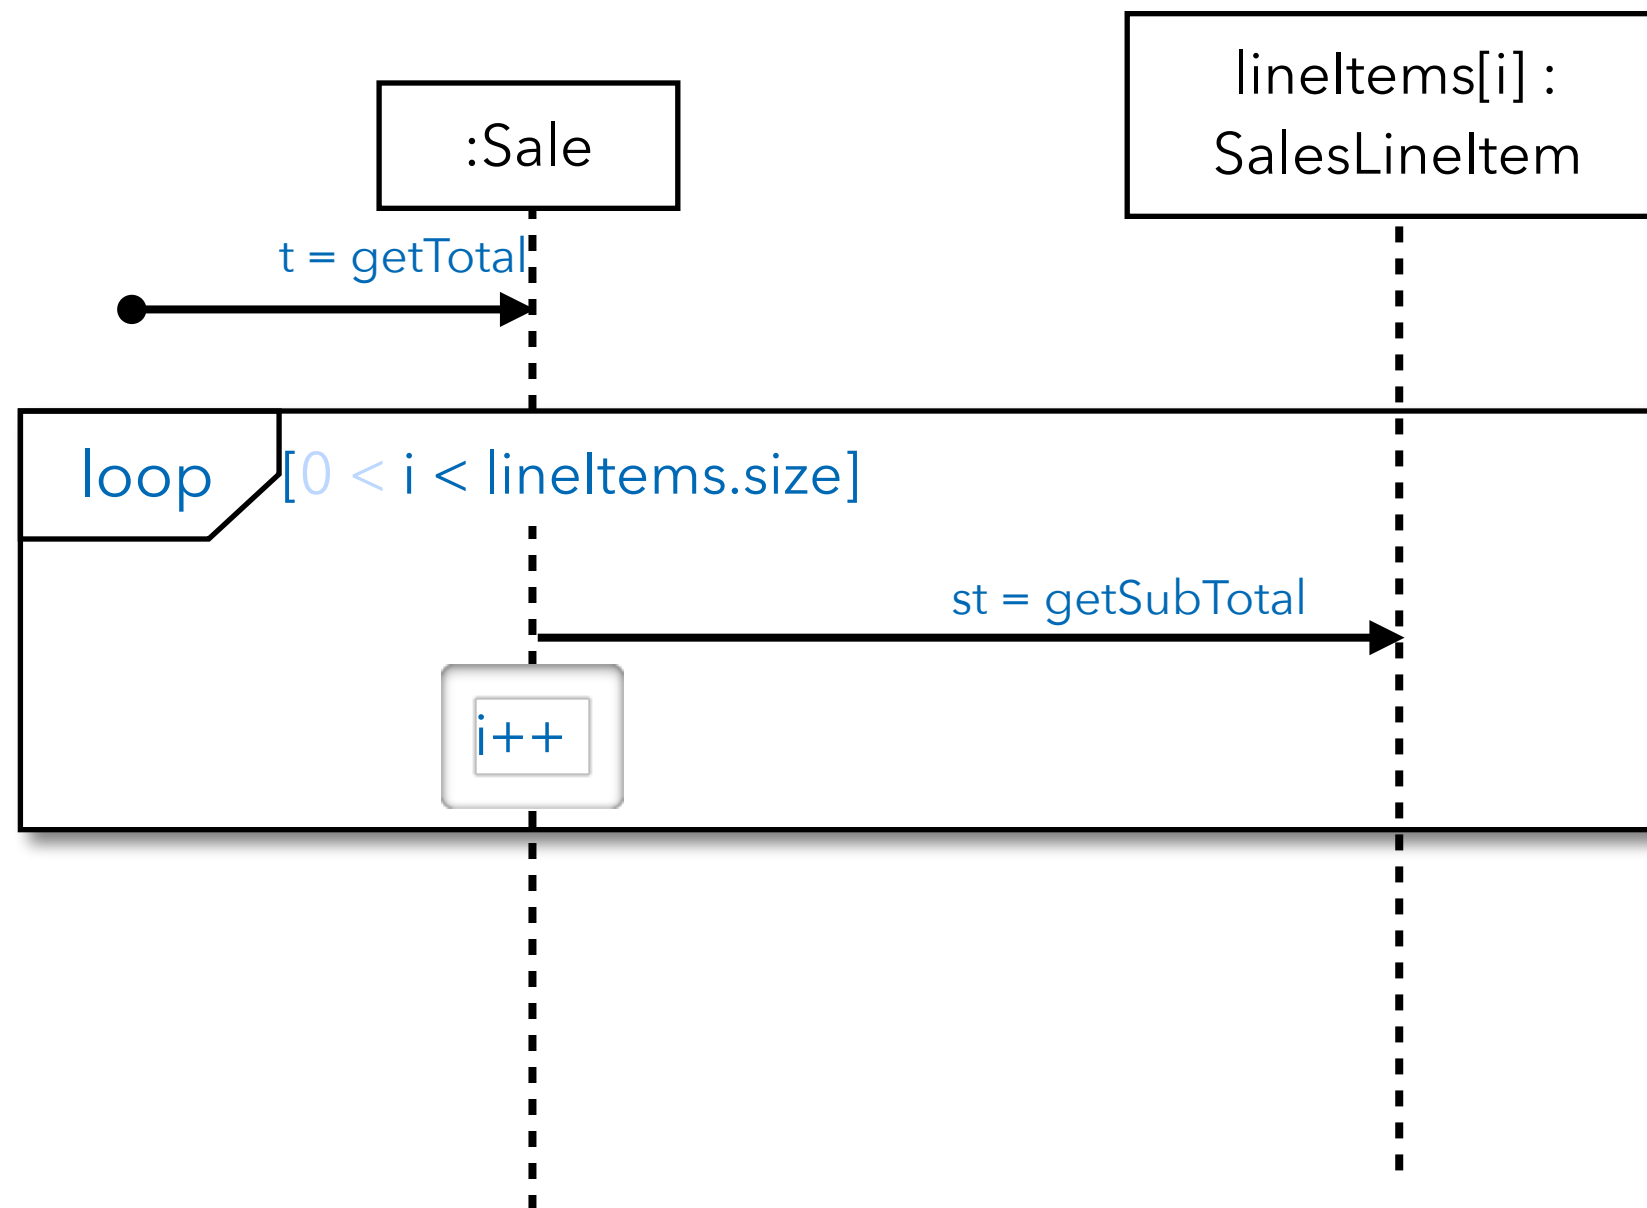 lineItems[i] :
SalesLineItem
:Sale
t = getTotal
loop
[0 < i < lineItems.size]
st = getSubTotal
i++